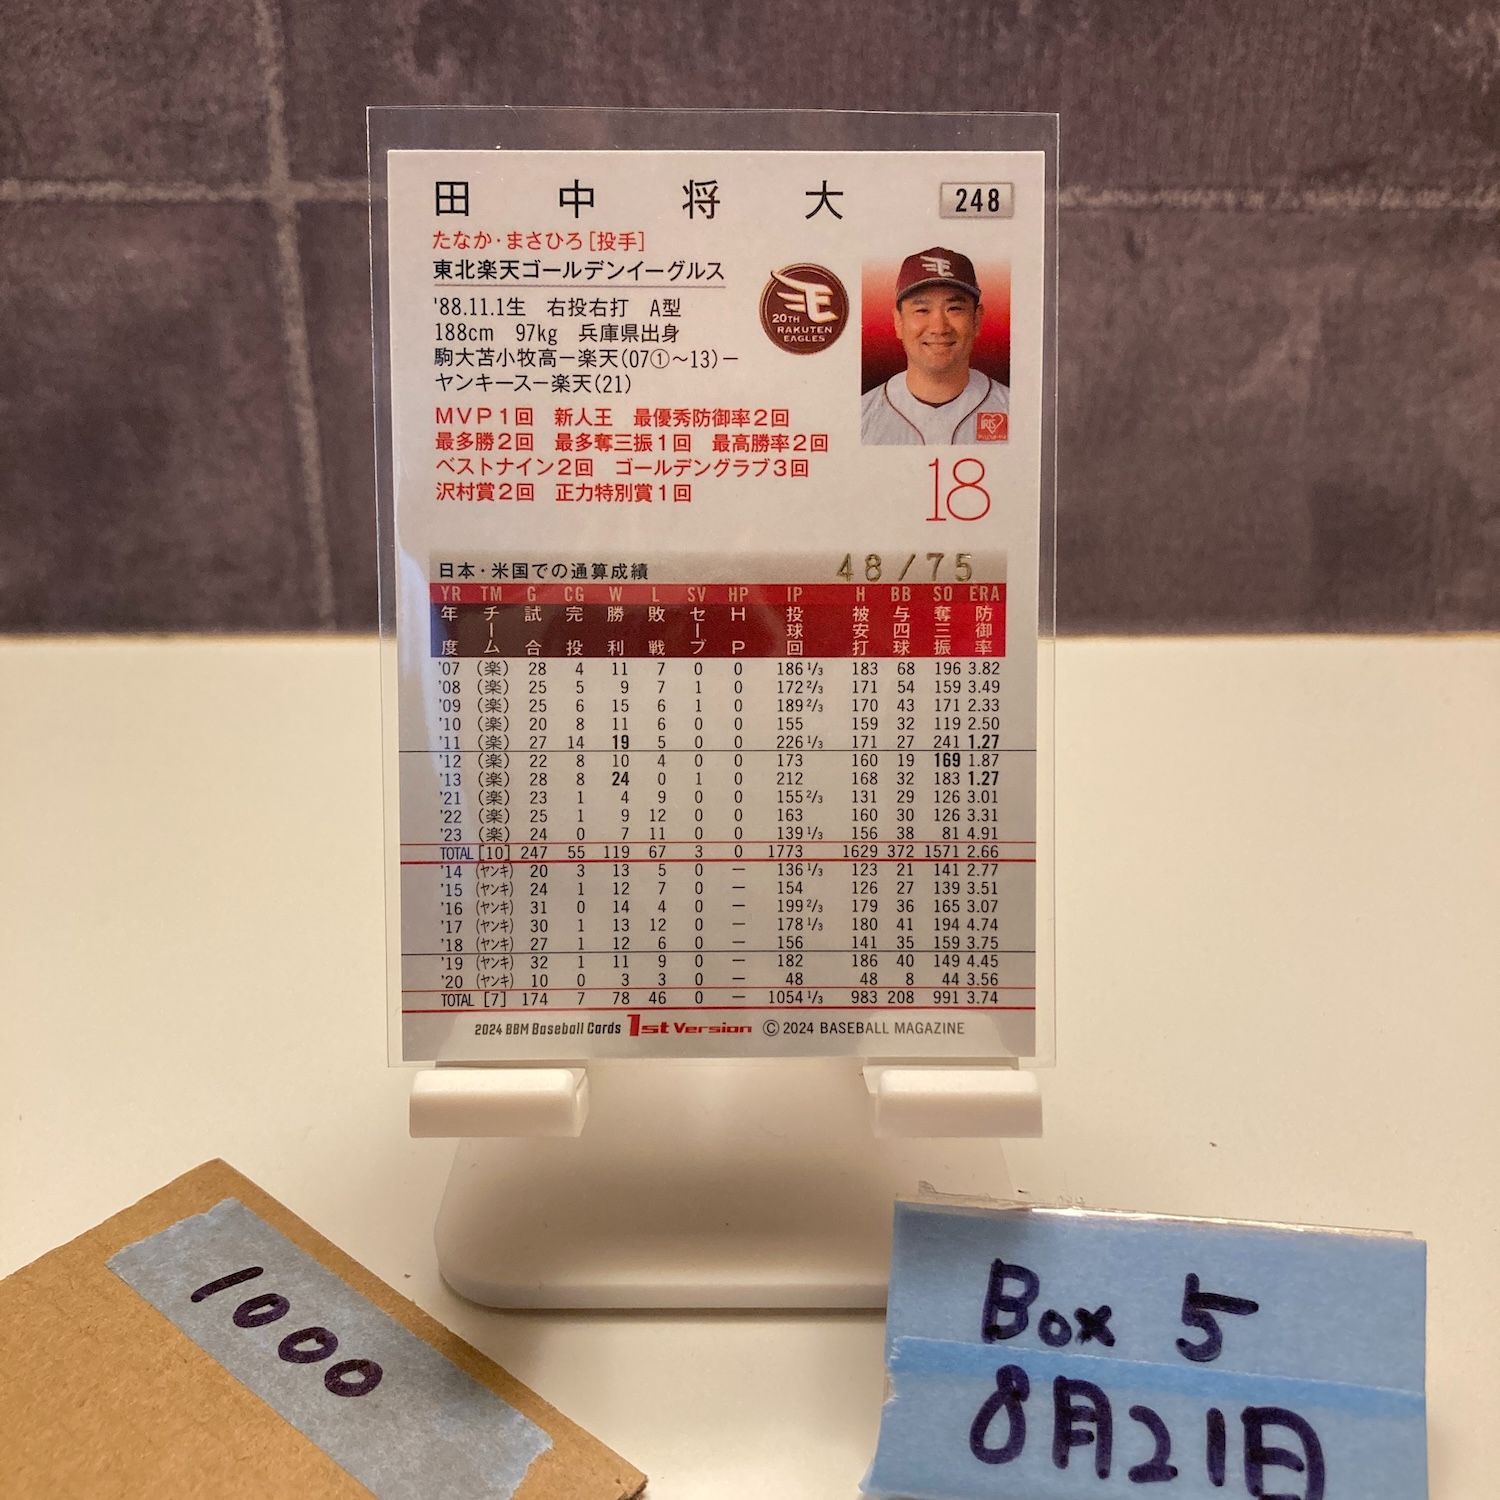 田中将大 248
たなか・まさひろ[投手]
東北楽天ゴールデンイーグルス
'88.11.1生 右投右打 A型
188cm 97kg 兵庫県出身
駒大苫小牧高ー楽天(07①〜13)ー
ヤンキースー楽天(21)
20TH
RAKUTEN
EAGLES
MVP1回 新人王 最優秀防御率2回
最多勝2回 最多奪三振1回 最高勝率2回
ベストナイン2回 ゴールデングラブ3回
沢村賞2回 正力特別賞1回
IRIS
18
日本・米国での通算成績 48/75
YR TM G CG W L SV HP IP H BB SO ERA
年度 チーム 試合 完投 勝利 敗戦 セーブ HP 投球回 被安打 与四球 奪三振 防御率
'07 (楽) 28 4 11 7 0 0 186 1/3 183 68 196 3.82
'08 (楽) 25 5 9 7 1 0 172 2/3 171 54 159 3.49
'09 (楽) 25 6 15 6 1 0 189 2/3 170 43 171 2.33
'10 (楽) 20 8 11 6 0 0 155 159 32 119 2.50
'11 (楽) 27 14 19 5 0 0 226 1/3 171 27 241 1.27
'12 (楽) 22 8 10 4 0 0 173 160 19 169 1.87
'13 (楽) 28 8 24 0 1 0 212 168 32 183 1.27
'21 (楽) 23 1 4 9 0 0 155 2/3 131 29 126 3.01
'22 (楽) 25 1 9 12 0 0 163 160 30 126 3.31
'23 (楽) 24 0 7 11 0 0 139 1/3 156 38 81 4.91
TOTAL [10] 247 55 119 67 3 0 1773 1629 372 1571 2.66
'14 (ヤンキ) 20 3 13 5 0 － 136 1/3 123 21 141 2.77
'15 (ヤンキ) 24 1 12 7 0 － 154 126 27 139 3.51
'16 (ヤンキ) 31 0 14 4 0 － 199 2/3 179 36 165 3.07
'17 (ヤンキ) 30 1 13 12 0 － 178 1/3 180 41 194 4.74
'18 (ヤンキ) 27 1 12 6 0 － 156 141 35 159 3.75
'19 (ヤンキ) 32 1 11 9 0 － 182 186 40 149 4.45
'20 (ヤンキ) 10 0 3 3 0 － 48 48 8 44 3.56
TOTAL [7] 174 7 78 46 0 － 1054 1/3 983 208 991 3.74
2024 BBM Baseball Cards 1st Version © 2024 BASEBALL MAGAZINE
1000
Box 5
8月21日